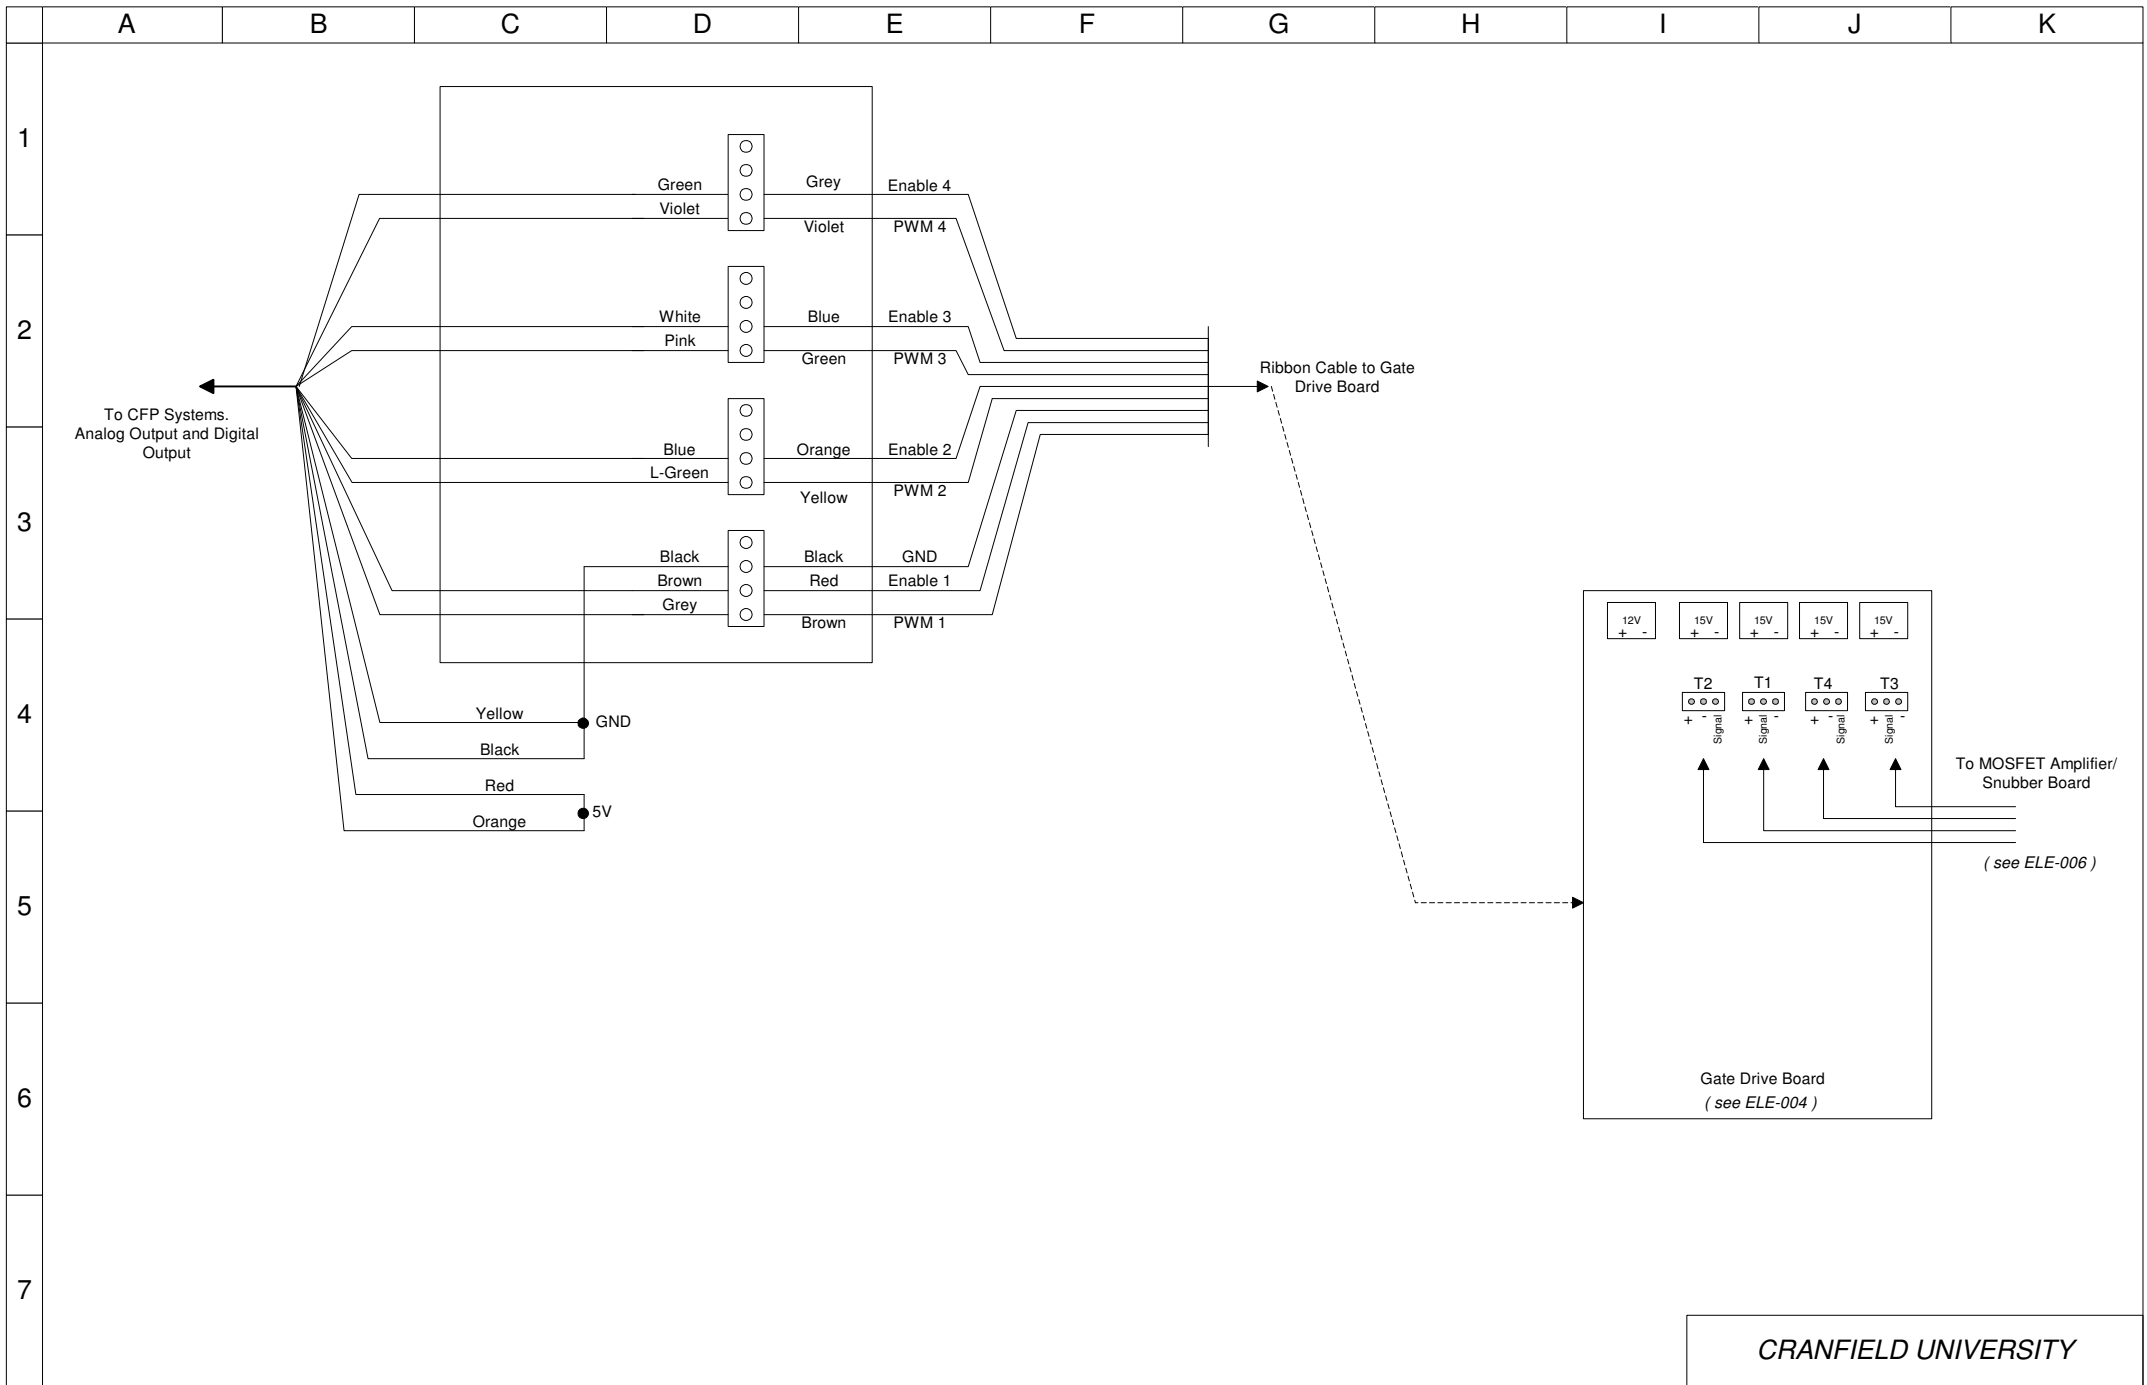 A B C D E F G H I J K
1
Green Grey Enable 4
Violet
Violet PWM 4
2
White Blue Enable 3
Pink
Green PWM 3
Ribbon Cable to Gate
Drive Board
To CFP Systems.
Analog Output and Digital
Output
Blue Orange Enable 2
L-Green
Yellow PWM 2
3
Black Black GND
Brown Red Enable 1
Grey
Brown PWM 1
12V 15V 15V 15V 15V
+ - + - + - + - + -
T2 T1 T4 T3
4
Yellow GND
+ - Signal + Signal - + - Signal + Signal -
Black
To MOSFET Amplifier/
Snubber Board
Red
5V
Orange
( see ELE-006 )
5
Gate Drive Board
( see ELE-004 )
6
7
CRANFIELD UNIVERSITY